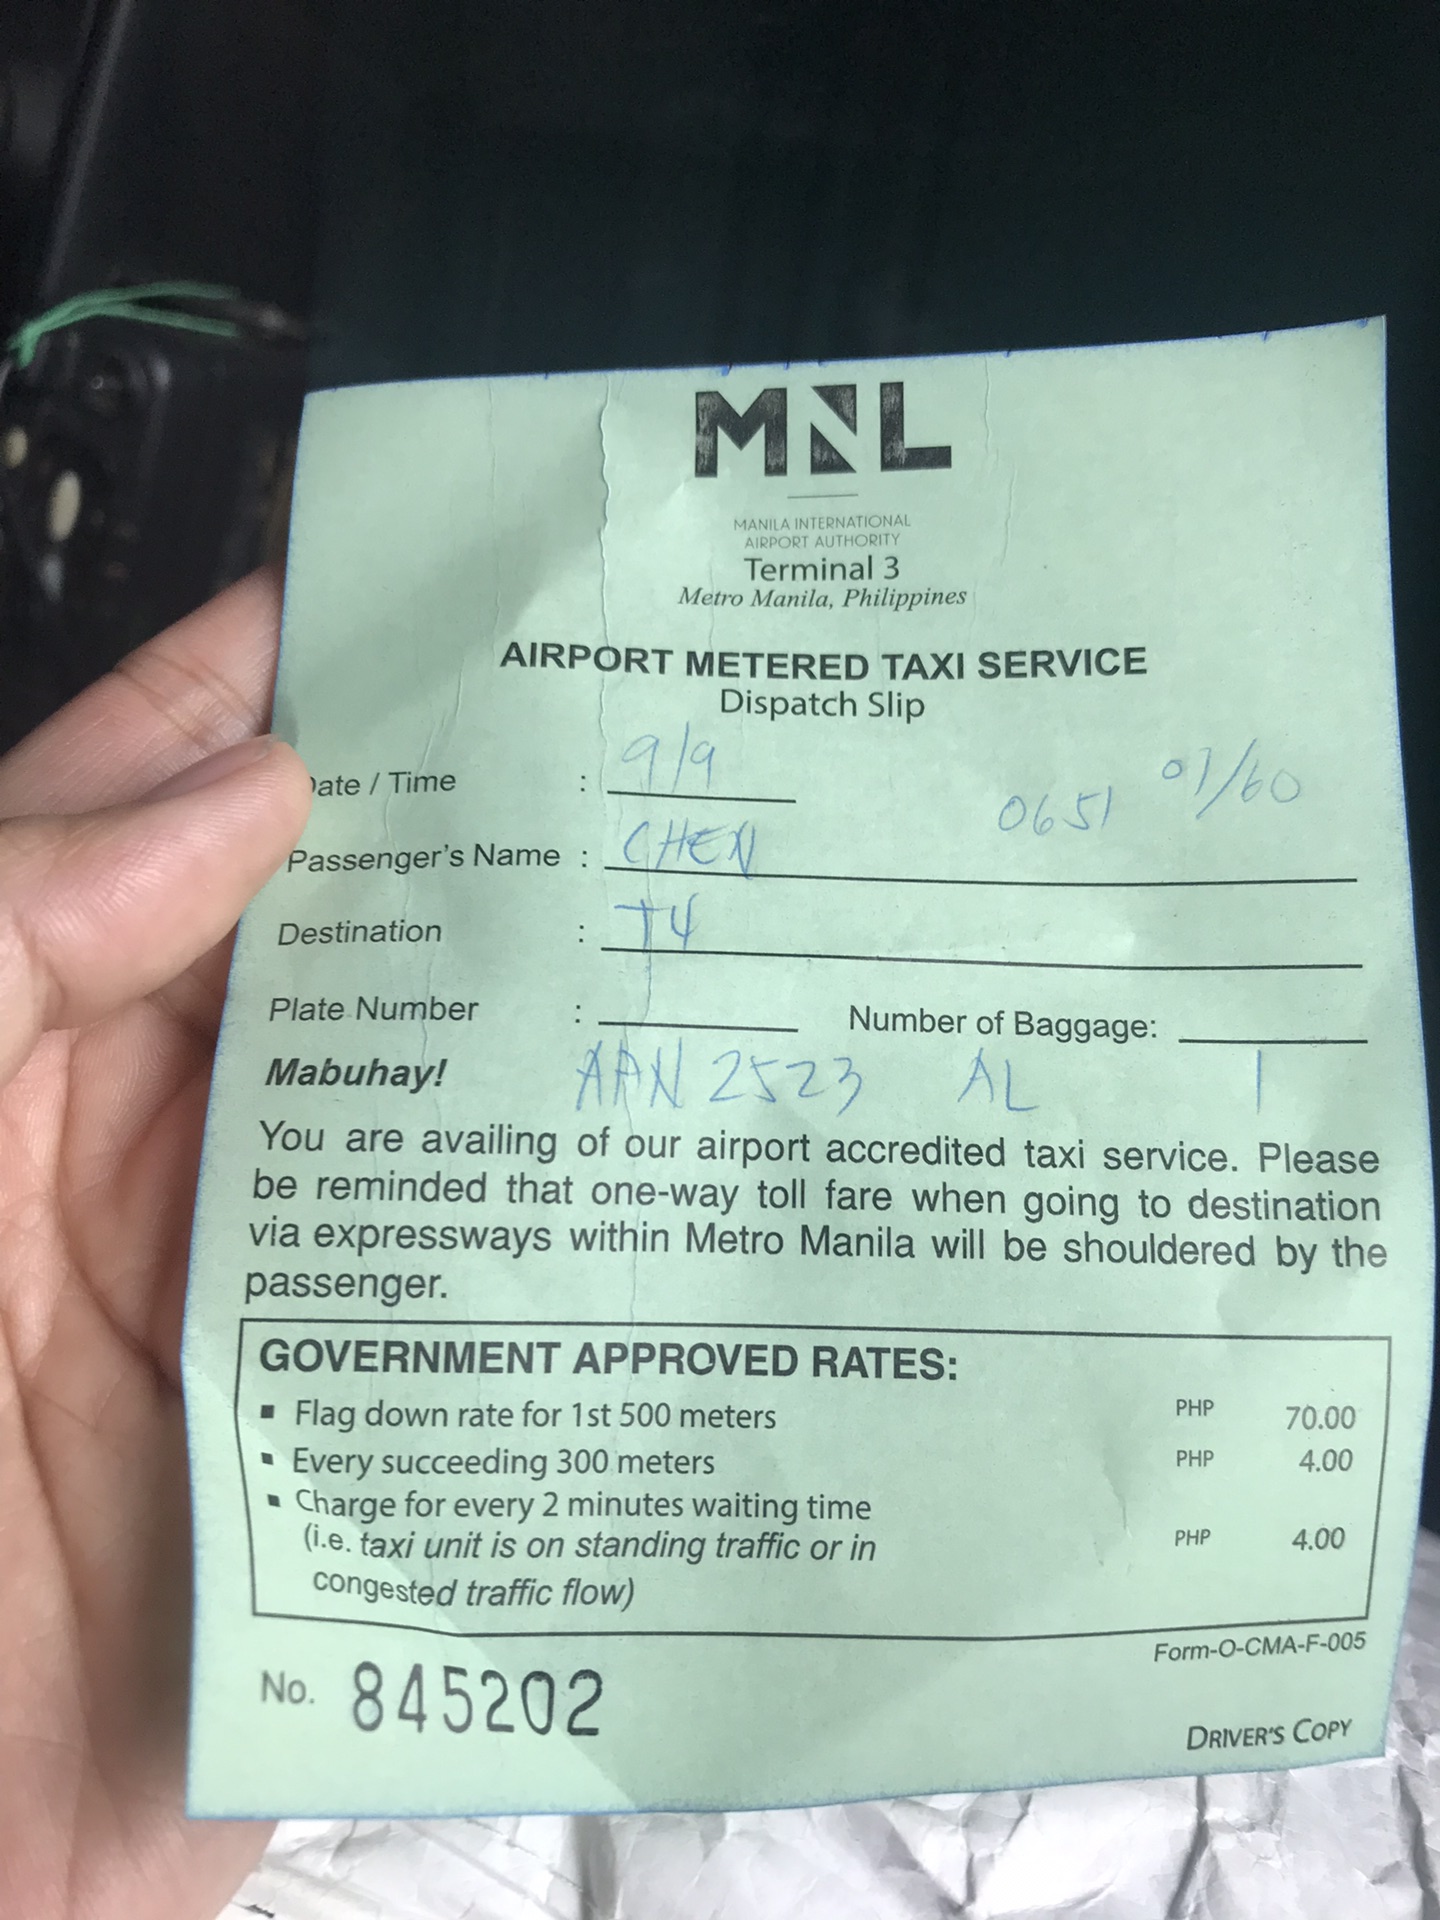 MNL
MANILA INTERNATIONAL
AIRPORT AUTHORITY
Terminal 3
Metro Manila, Philippines
AIRPORT METERED TAXI SERVICE
Dispatch Slip
Date / Time : 9/9 0651 07/60
Passenger's Name : CHEN
Destination : T4
Plate Number : Number of Baggage:
Mabuhay! AAN 2523 AL 1
You are availing of our airport accredited taxi service. Please
be reminded that one-way toll fare when going to destination
via expressways within Metro Manila will be shouldered by the
passenger.
GOVERNMENT APPROVED RATES:
▪ Flag down rate for 1st 500 meters PHP 70.00
▪ Every succeeding 300 meters PHP 4.00
▪ Charge for every 2 minutes waiting time
(i.e. taxi unit is on standing traffic or in PHP 4.00
congested traffic flow)
Form-O-CMA-F-005
No. 845202
DRIVER'S COPY